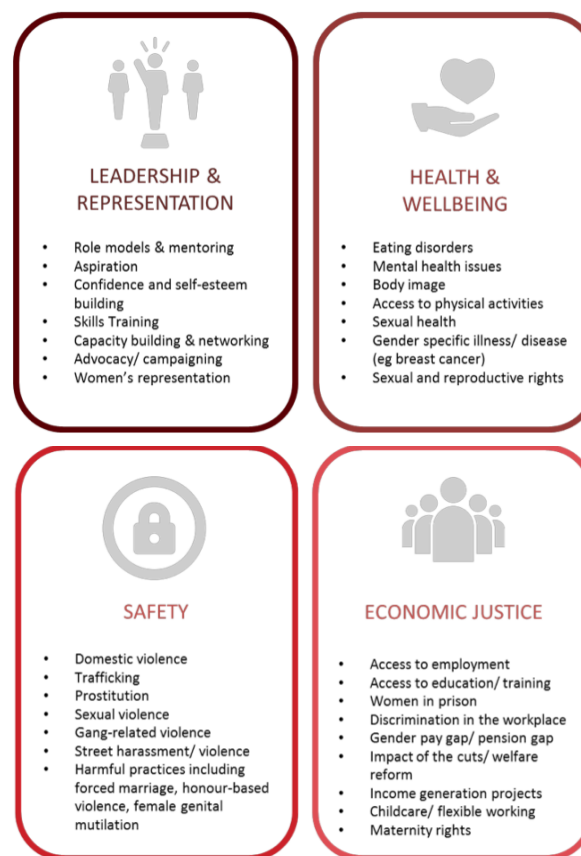 LEADERSHIP &
REPRESENTATION
• Role models & mentoring
• Aspiration
• Confidence and self-esteem
building
• Skills Training
• Capacity building & networking
• Advocacy/ campaigning
• Women's representation
HEALTH &
WELLBEING
• Eating disorders
• Mental health issues
• Body image
• Access to physical activities
• Sexual health
• Gender specific illness/ disease
(eg breast cancer)
• Sexual and reproductive rights
SAFETY
• Domestic violence
• Trafficking
• Prostitution
• Sexual violence
• Gang-related violence
• Street harassment/ violence
• Harmful practices including
forced marriage, honour-based
violence, female genital
mutilation
ECONOMIC JUSTICE
• Access to employment
• Access to education/ training
• Women in prison
• Discrimination in the workplace
• Gender pay gap/ pension gap
• Impact of the cuts/ welfare
reform
• Income generation projects
• Childcare/ flexible working
• Maternity rights